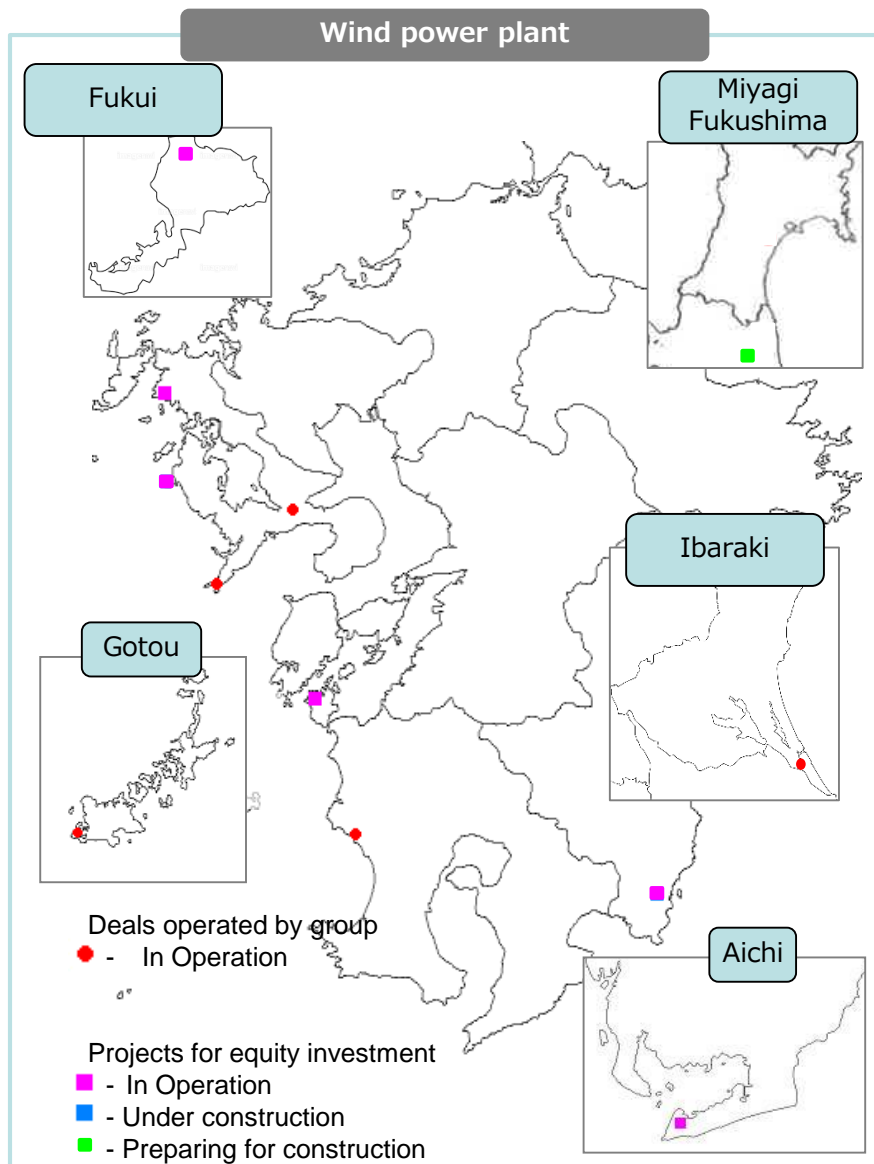 Wind power plant
Fukui
Miyagi
Fukushima
Ibaraki
Gotou
Aichi
Deals operated by group
- In Operation
Projects for equity investment
- In Operation
- Under construction
- Preparing for construction